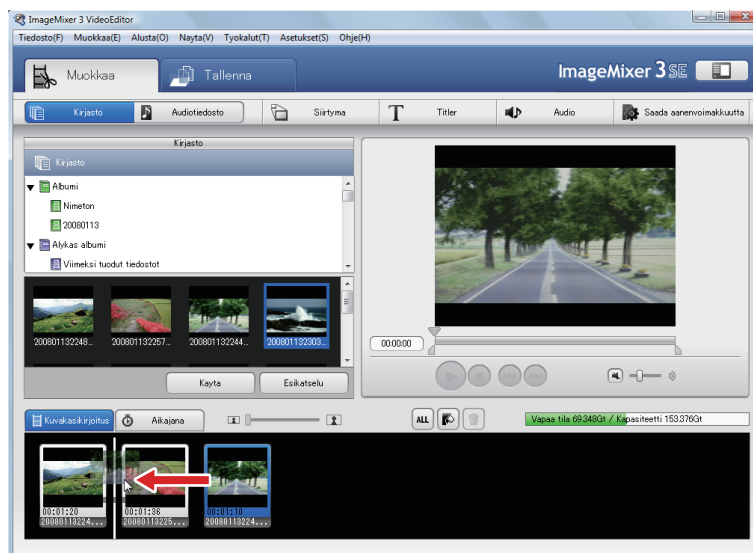 ImageMixer 3 VideoEditor
Tiedosto(F) Muokkaa(E) Alusta(O) Nayta(V) Tyokalut(T) Asetukset(S) Ohje(H)
Muokkaa Tallenna ImageMixer 3 SE
Kirjasto Audiotiedosto Siirtyma T Titler Audio Saada aanenvoimakkuutta
Kirjasto
Kirjasto
Albumi
Nimeton
20080113
Alykas albumi
Viimeksi tuodut tiedostot
200801132248... 200801132257... 200801132244... 200801132303...
00:00:00
Kayta Esikatselu
Kuvakasikirjoitus Aikajana ALL Vapaa tila 69.348Gt / Kapasiteetti 153.376Gt
00:01:20 00:01:36 00:01:10
20080113224... 20080113225... 20080113224...